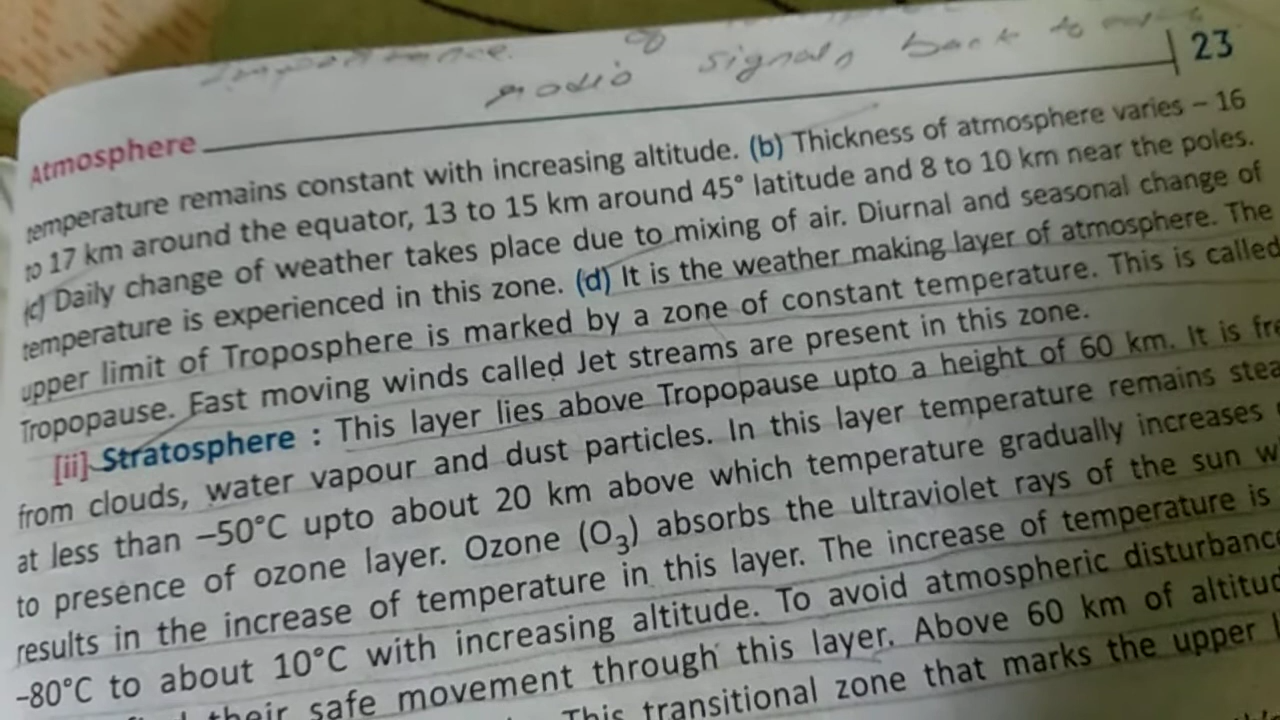 radio signals back to
23
Atmosphere
temperature remains constant with increasing altitude. (b) Thickness of atmosphere varies – 16
to 17 km around the equator, 13 to 15 km around 45° latitude and 8 to 10 km near the poles.
(c) Daily change of weather takes place due to mixing of air. Diurnal and seasonal change of
temperature is experienced in this zone. (d) It is the weather making layer of atmosphere. The
upper limit of Troposphere is marked by a zone of constant temperature. This is called
Tropopause. Fast moving winds called Jet streams are present in this zone.
[ii] Stratosphere : This layer lies above Tropopause upto a height of 60 km. It is
from clouds, water vapour and dust particles. In this layer temperature remains
at less than –50°C upto about 20 km above which temperature gradually increases
to presence of ozone layer. Ozone (O₃) absorbs the ultraviolet rays of the sun
results in the increase of temperature in this layer. The increase of temperature is
-80°C to about 10°C with increasing altitude. To avoid atmospheric disturbance
their safe movement through this layer. Above 60 km of
This transitional zone that marks the upper